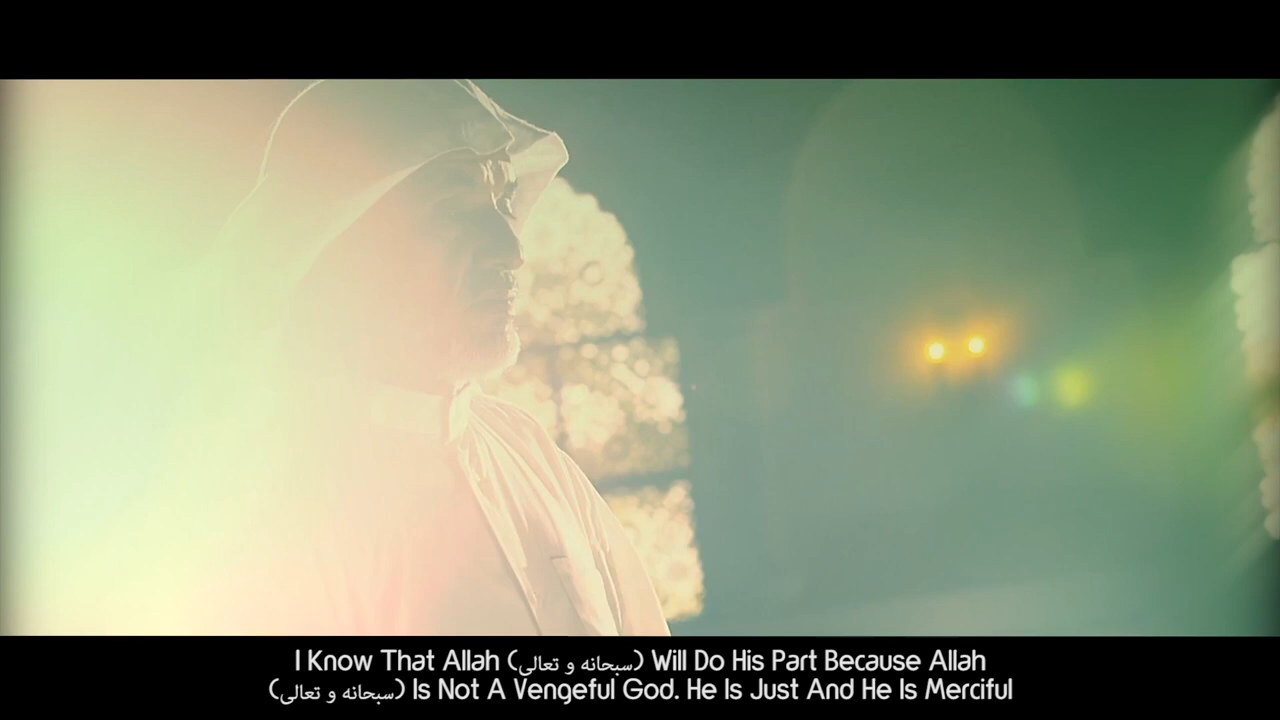 I Know That Allah (سبحانه و تعالى) Will Do His Part Because Allah
(سبحانه و تعالى) Is Not A Vengeful God. He Is Just And He Is Merciful